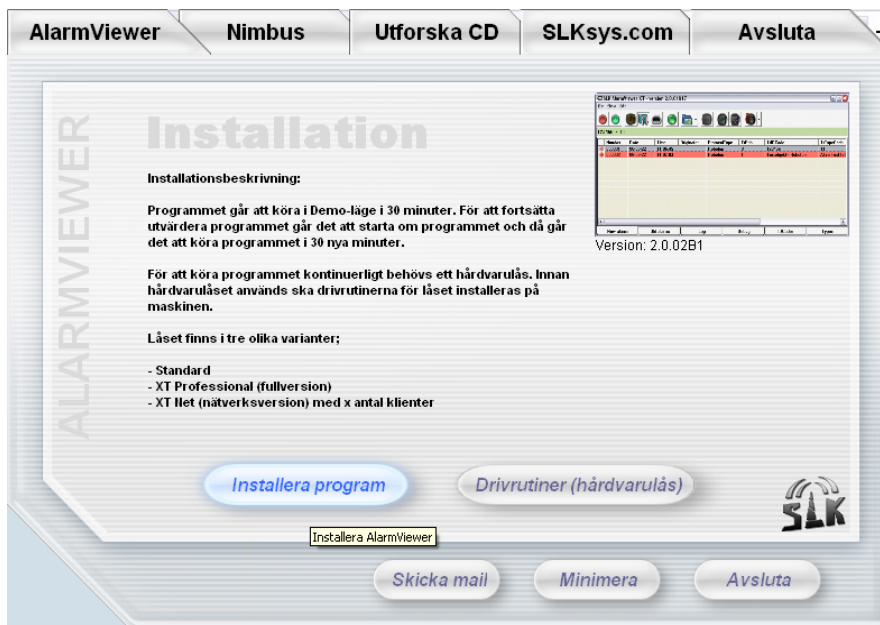 AlarmViewer
Nimbus
Utforska CD
SLKsys.com
Avsluta
ALARMVIEWER
Installation
Installationsbeskrivning:
Programmet går att köra i Demo-läge i 30 minuter. För att fortsätta
utvärdera programmet går det att starta om programmet och då går
det att köra programmet i 30 nya minuter.
För att köra programmet kontinuerligt behövs ett hårdvarulås. Innan
hårdvarulåset används ska drivrutinerna för låset installeras på
maskinen.
Låset finns i tre olika varianter;
- Standard
- XT Professional (fullversion)
- XT Net (nätverksversion) med x antal klienter
Version: 2.0.02B1
Installera program
Drivrutiner (hårdvarulås)
SLK
Installera AlarmViewer
Skicka mail
Minimera
Avsluta